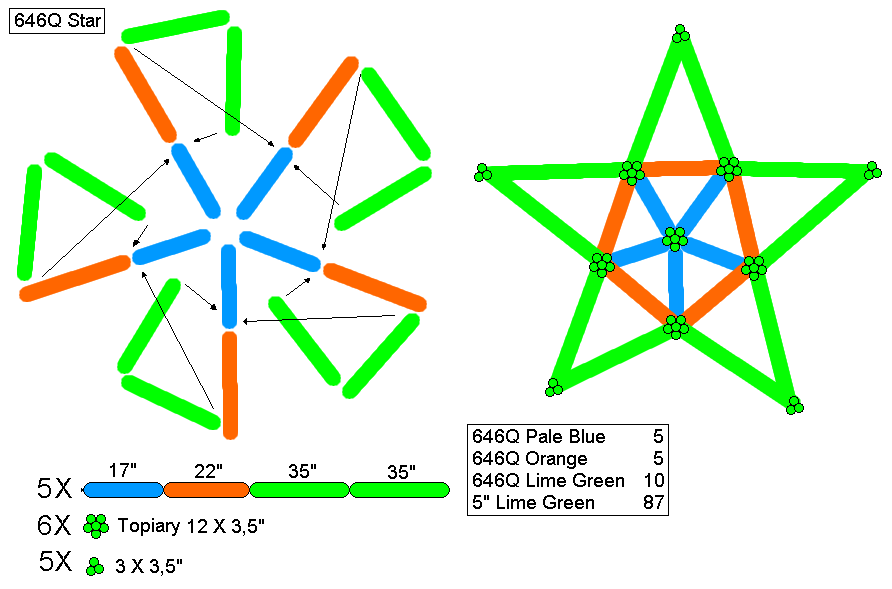 646Q Star
17" 22" 35" 35"
5X
6X Topiary 12 X 3,5"
5X 3 X 3,5"
646Q Pale Blue 5
646Q Orange 5
646Q Lime Green 10
5" Lime Green 87